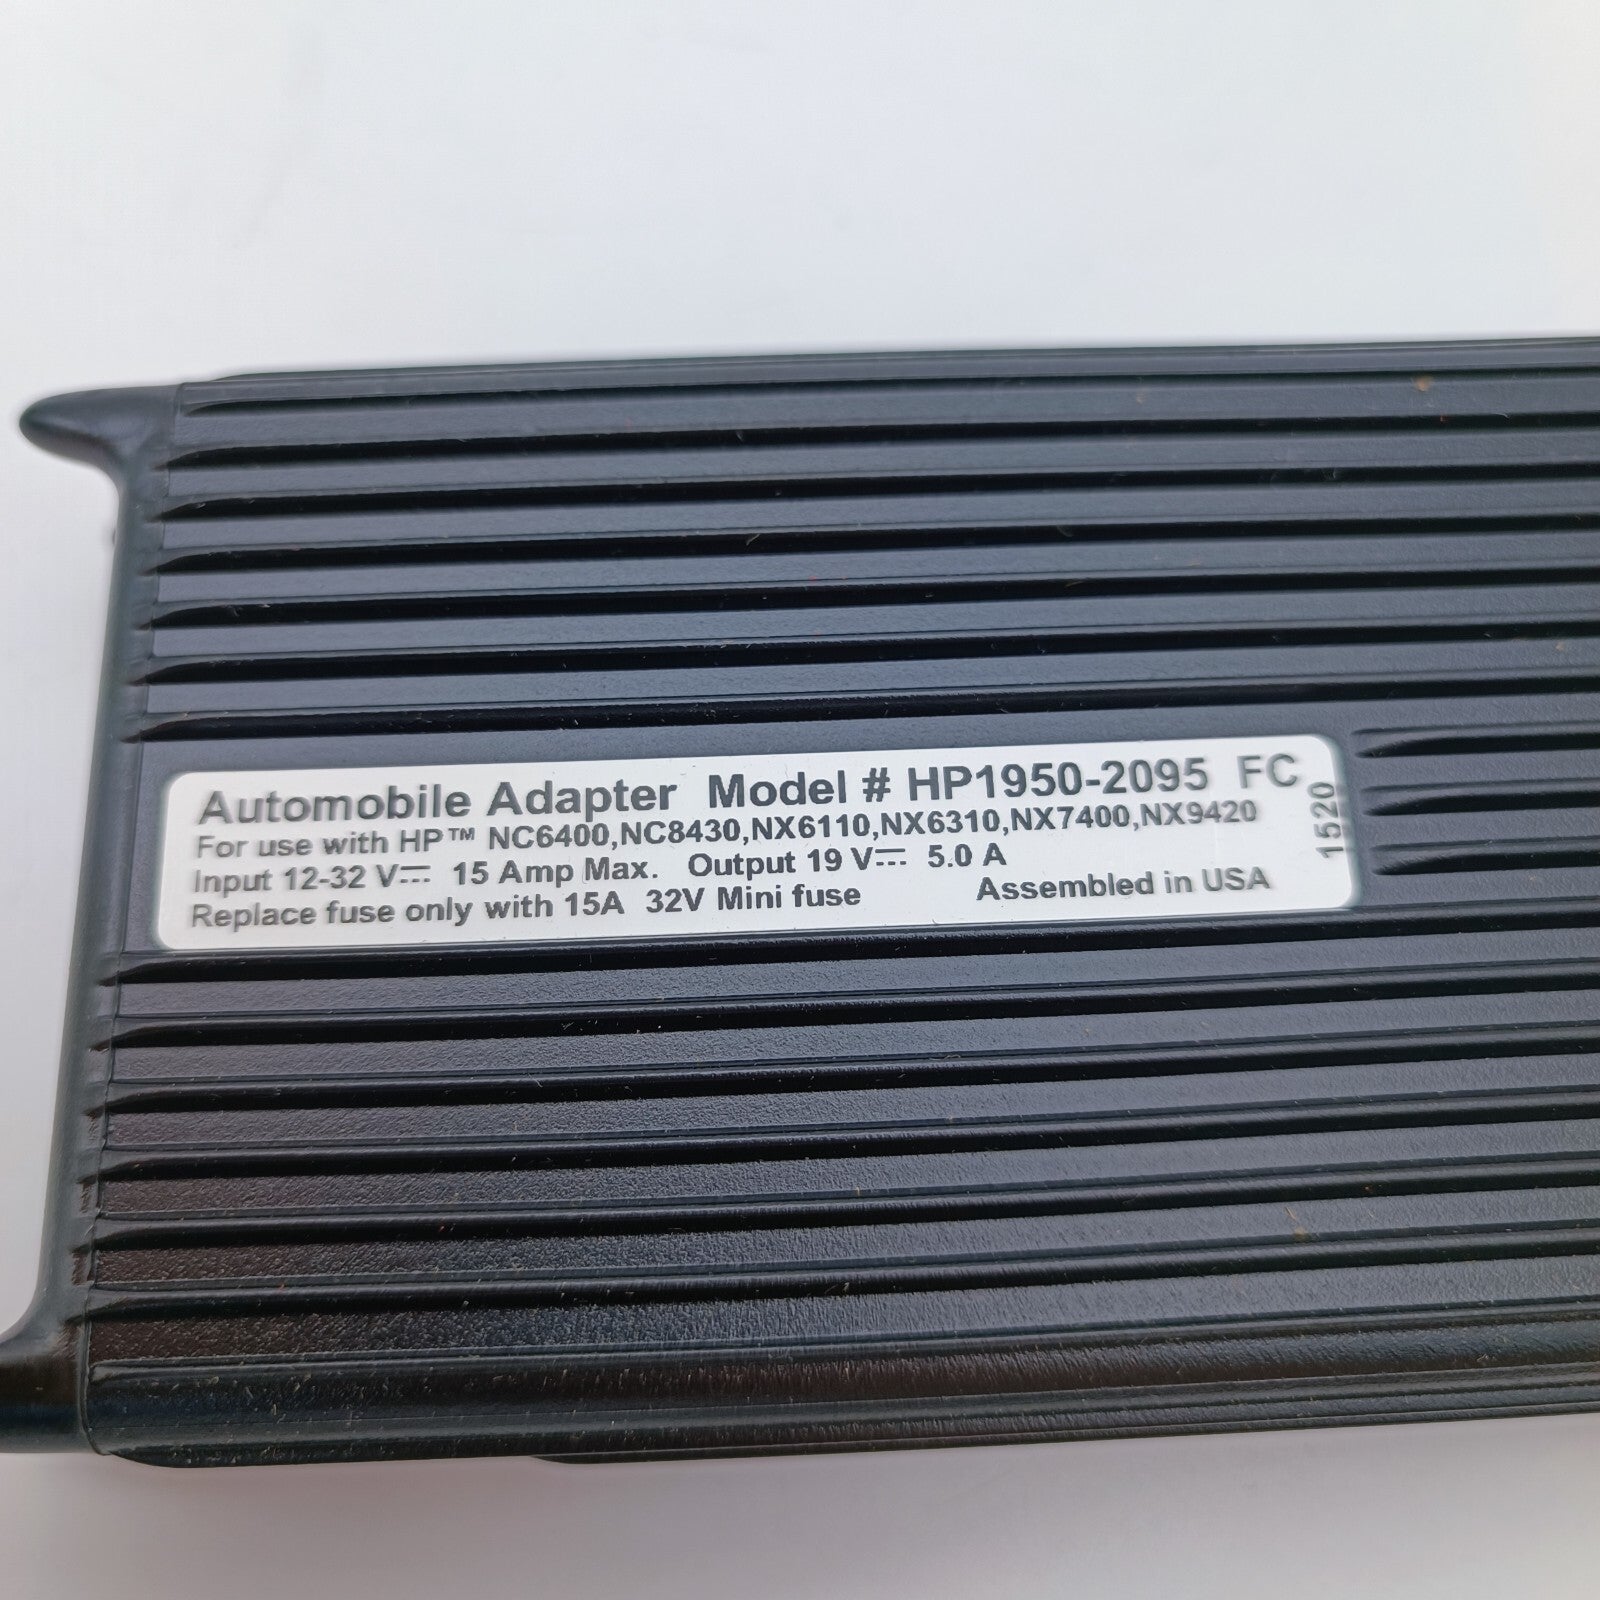 Automobile Adapter Model # HP1950-2095 FC
For use with HP™ NC6400,NC8430,NX6110,NX6310,NX7400,NX9420
Input 12-32 V⎓ 15 Amp Max. Output 19 V⎓ 5.0 A
Replace fuse only with 15A 32V Mini fuse Assembled in USA
1520